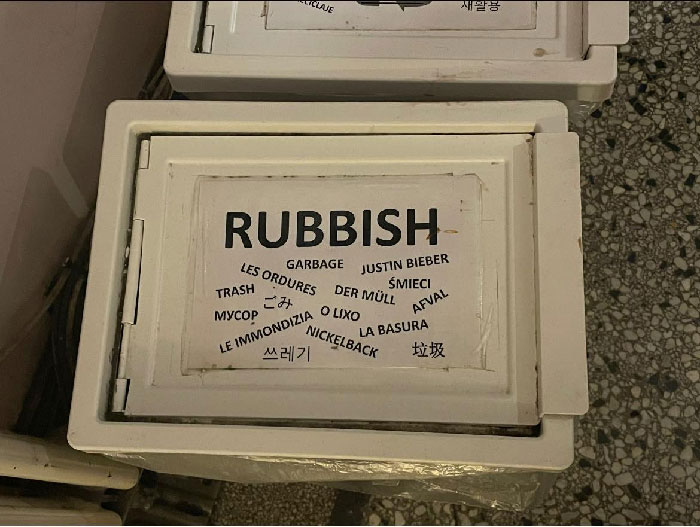 RECICLAJE
재활용
RUBBISH
GARBAGE JUSTIN BIEBER
LES ORDURES ŚMIECI
TRASH ごみ DER MÜLL AFVAL
МУСОР O LIXO
LE IMMONDIZIA LA BASURA
NICKELBACK
쓰레기 垃圾